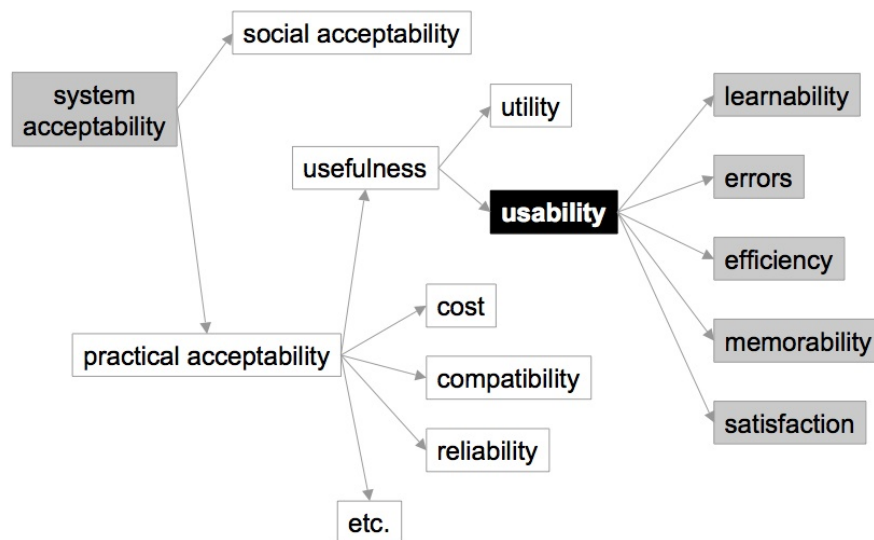 system
acceptability
social acceptability
practical acceptability
usefulness
cost
compatibility
reliability
etc.
utility
usability
learnability
errors
efficiency
memorability
satisfaction